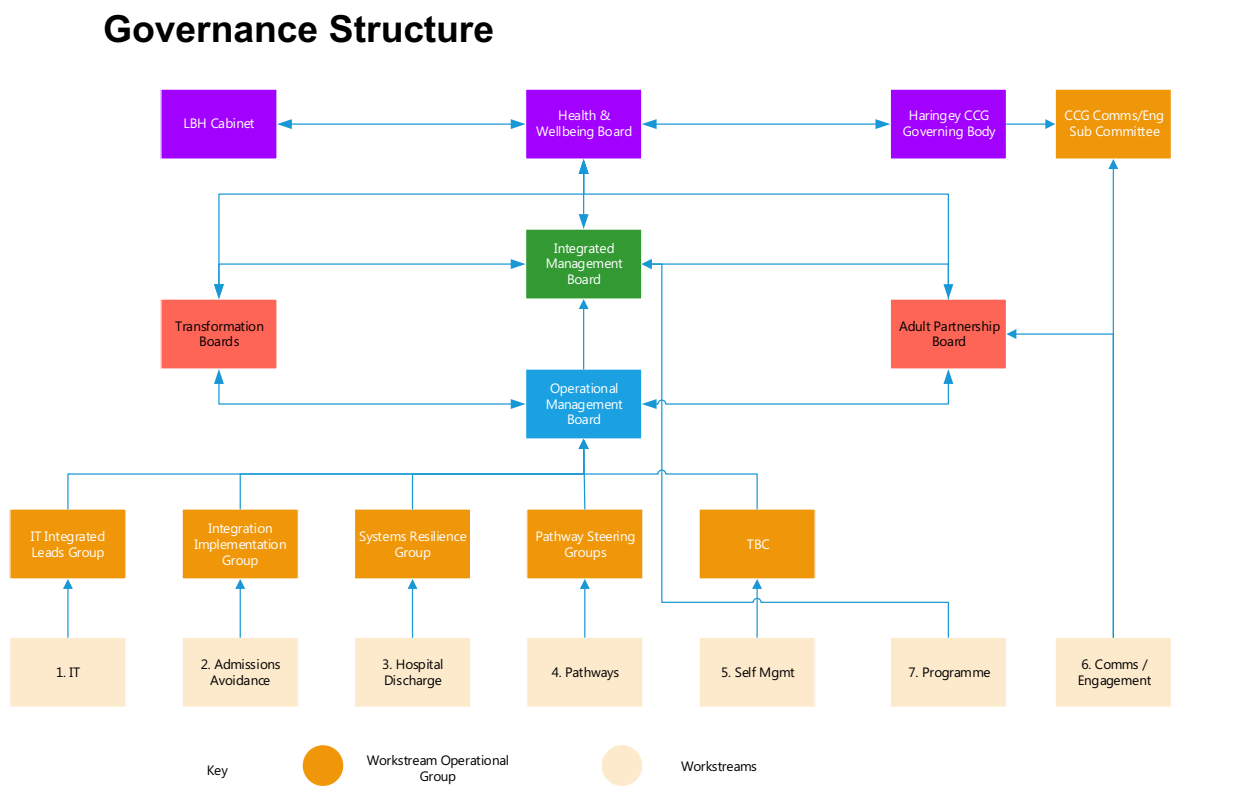 Governance Structure
LBH Cabinet
Health &
Wellbeing Board
Haringey CCG
Governing Body
CCG Comms/Eng
Sub Committee
Integrated
Management
Board
Transformation
Boards
Adult Partnership
Board
Operational
Management
Board
IT Integrated
Leads Group
Integration
Implementation
Group
Systems Resilience
Group
Pathway Steering
Groups
TBC
1. IT
2. Admissions
Avoidance
3. Hospital
Discharge
4. Pathways
5. Self Mgmt
7. Programme
6. Comms /
Engagement
Key
Workstream Operational
Group
Workstreams